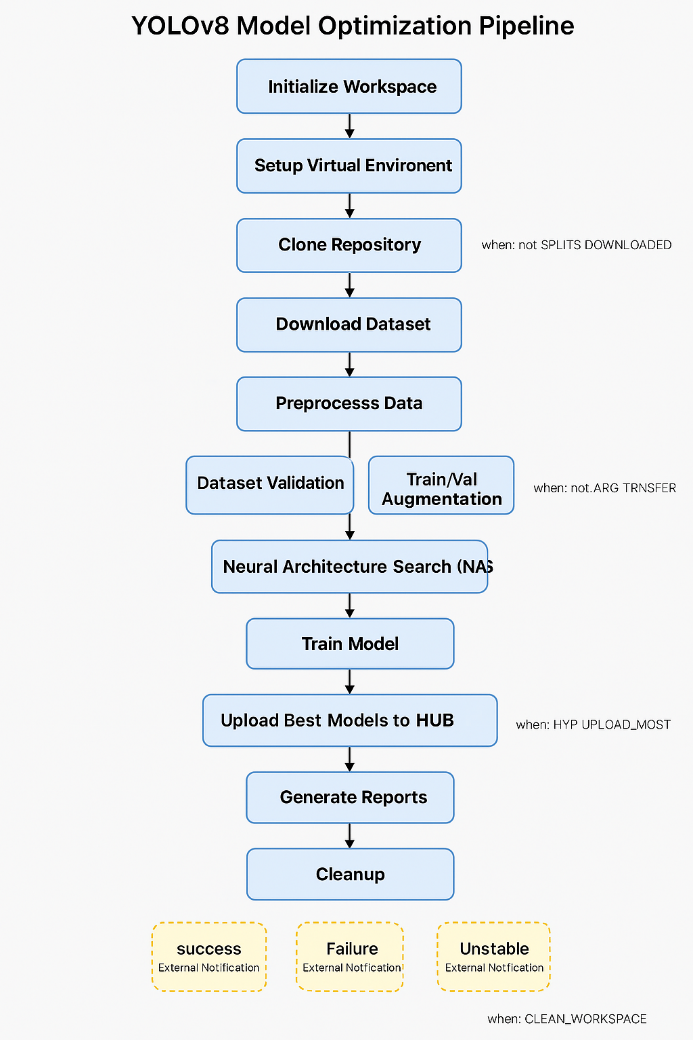 YOLOv8 Model Optimization Pipeline
Initialize Workspace
Setup Virtual Environent
Clone Repository
when: not SPLITS DOWNLOADED
Download Dataset
Preprocesss Data
Dataset Validation
Train/Val
Augmentation
when: not.ARG TRNSFER
Neural Architecture Search (NAS
Train Model
Upload Best Models to HUB
when: HYP UPLOAD_MOST
Generate Reports
Cleanup
success
External Notification
Failure
External Notfication
Unstable
External Notfication
when: CLEAN_WORKSPACE